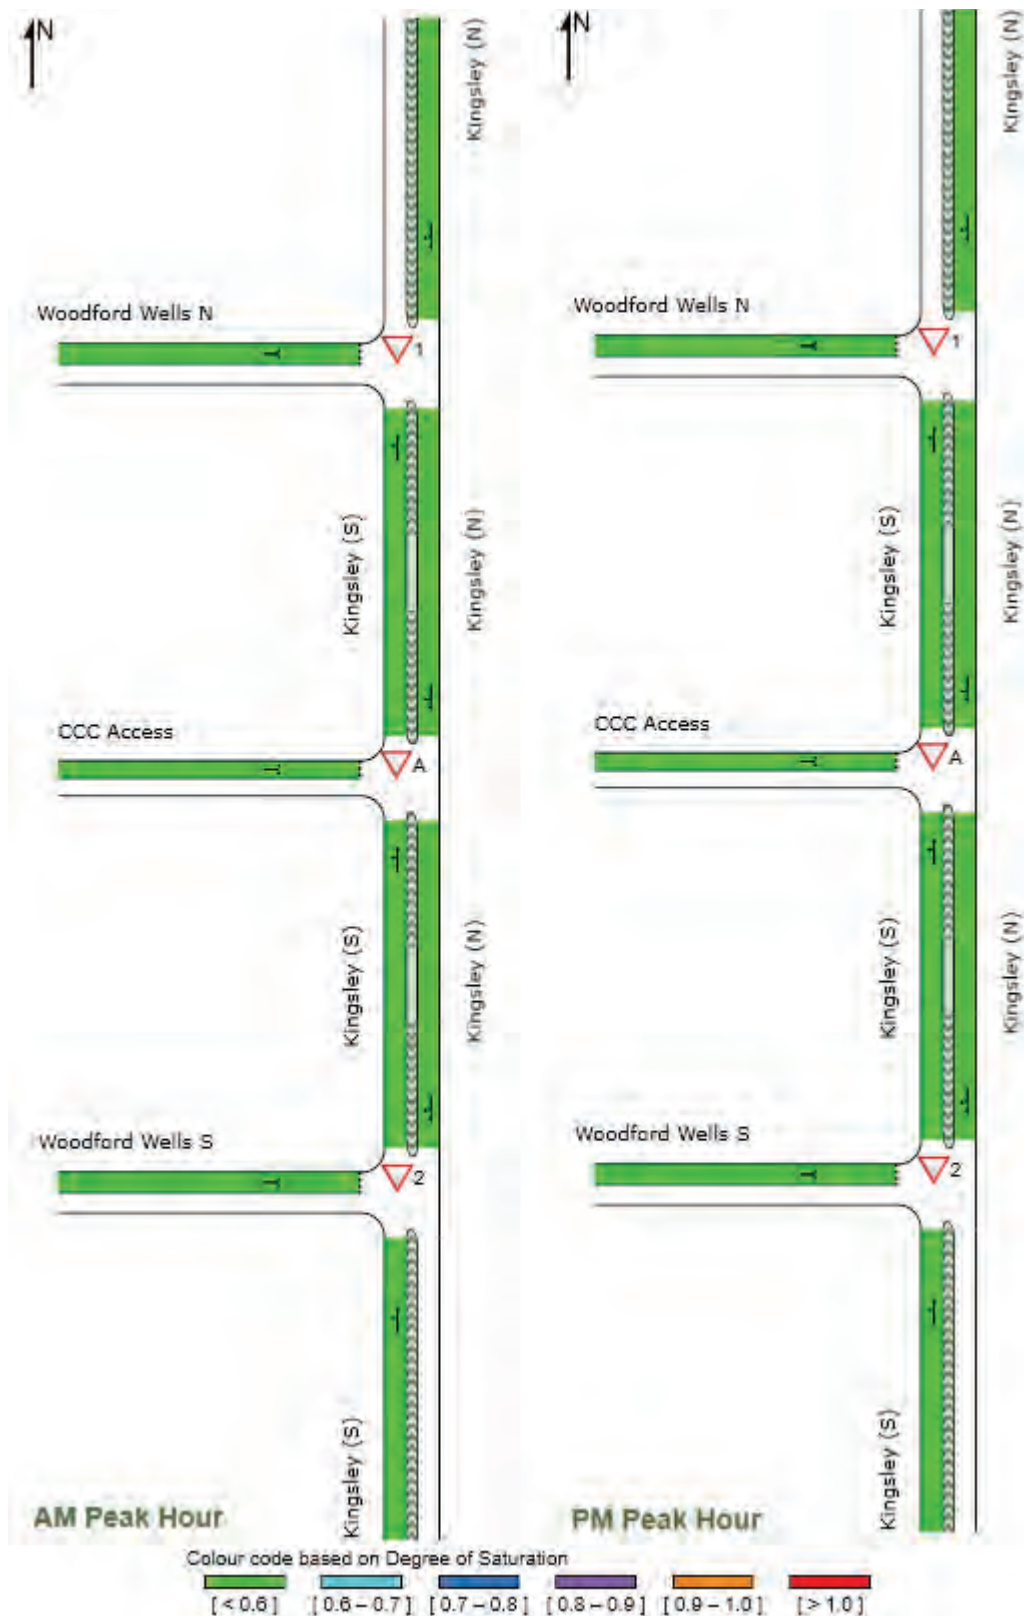 N
Kingsley (N)
Woodford Wells N
1
Kingsley (S)
Kingsley (N)
CCC Access
A
Kingsley (S)
Kingsley (N)
Woodford Wells S
2
Kingsley (S)
AM Peak Hour
N
Kingsley (N)
Woodford Wells N
1
Kingsley (S)
Kingsley (N)
CCC Access
A
Kingsley (S)
Kingsley (N)
Woodford Wells S
2
Kingsley (S)
PM Peak Hour
Colour code based on Degree of Saturation
[ < 0.6 ] [ 0.6 – 0.7 ] [ 0.7 – 0.8 ] [ 0.8 – 0.9 ] [ 0.9 – 1.0 ] [ > 1.0 ]